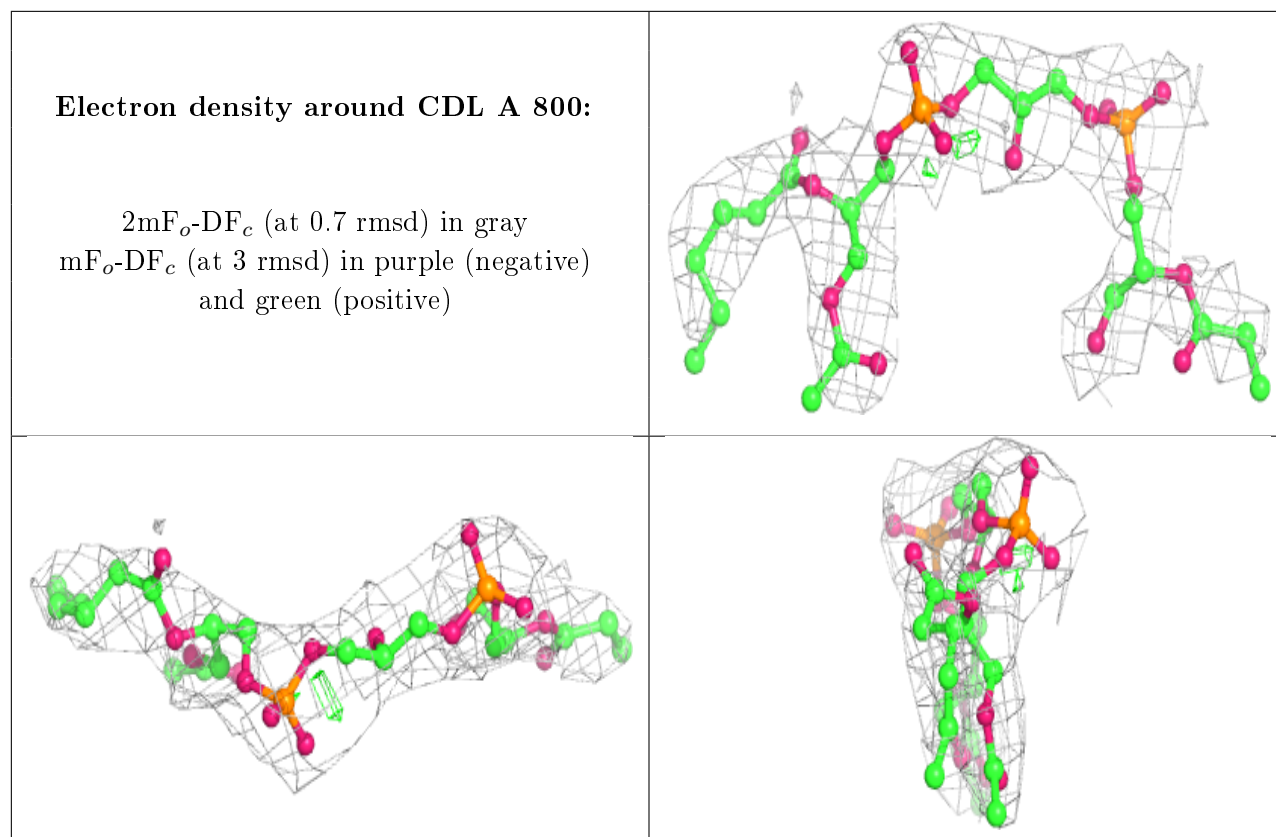 Electron density around CDL A 800:
2mFo-DFc (at 0.7 rmsd) in gray
mFo-DFc (at 3 rmsd) in purple (negative)
and green (positive)